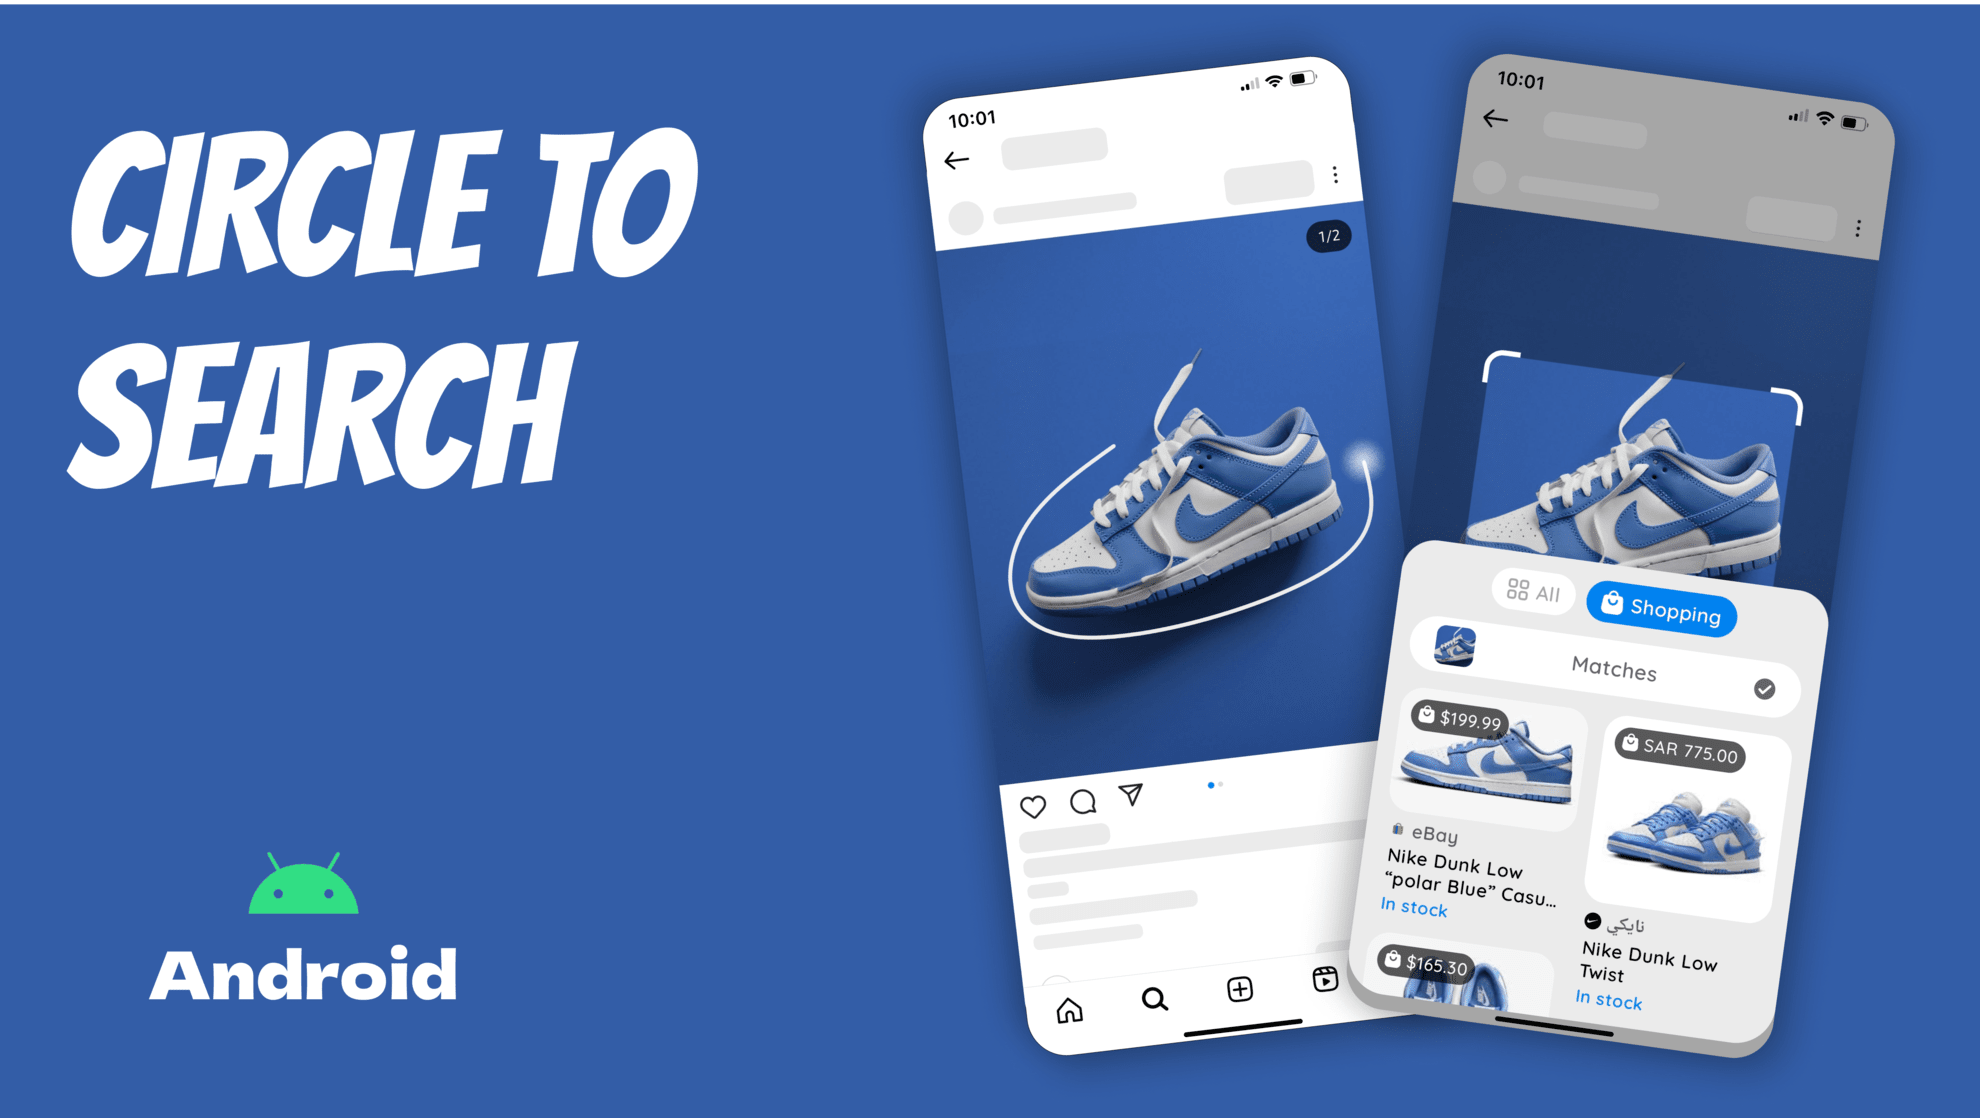 CIRCLE TO
SEARCH
Android
10:01
1/2
10:01
All
Shopping
Matches
$199.99
eBay
Nike Dunk Low
“polar Blue” Casu...
In stock
SAR 775.00
نايكي
Nike Dunk Low
Twist
In stock
$165.30